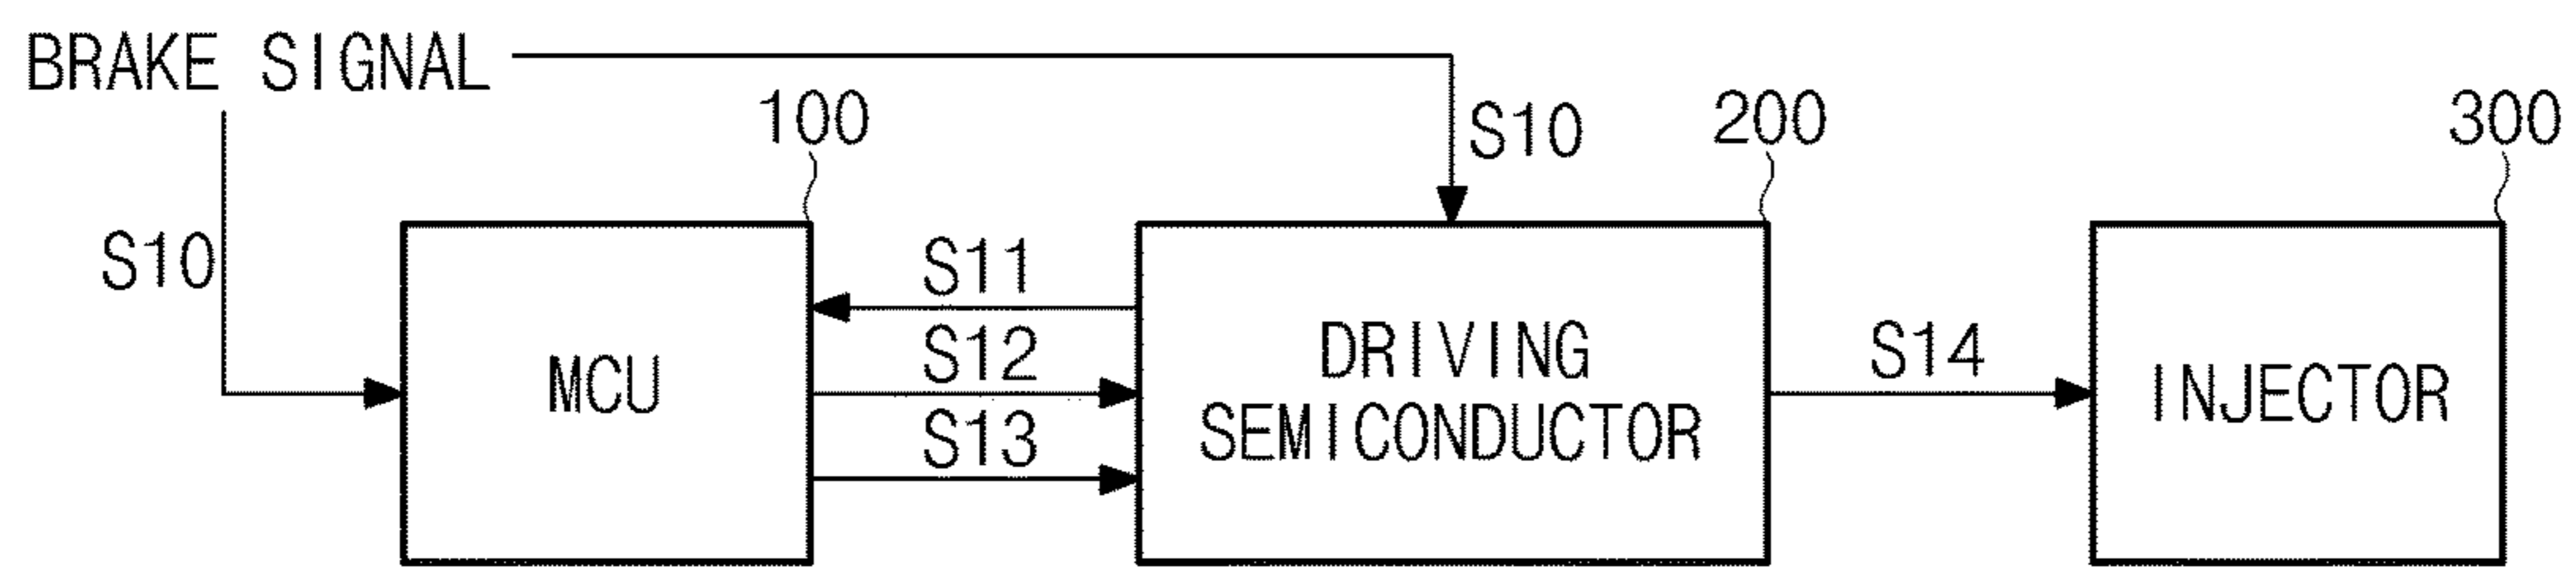 BRAKE SIGNAL
100
S10
200
300
S10
S11
S12
S13
MCU
DRIVING
SEMICONDUCTOR
S14
INJECTOR